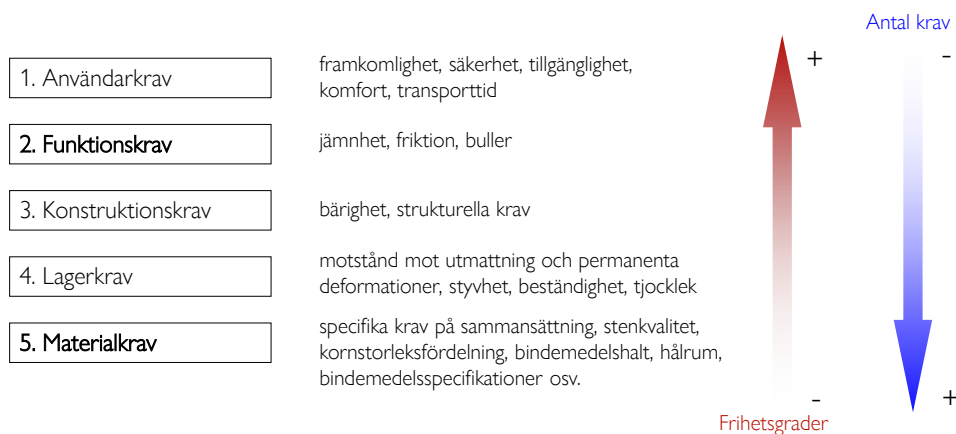 Antal krav
+
-
1. Användarkrav
framkomlighet, säkerhet, tillgänglighet,
komfort, transporttid
2. Funktionskrav
jämnhet, friktion, buller
3. Konstruktionskrav
bärighet, strukturella krav
4. Lagerkrav
motstånd mot utmattning och permanenta
deformationer, styvhet, beständighet, tjocklek
5. Materialkrav
specifika krav på sammansättning, stenkvalitet,
kornstorleksfördelning, bindemedelshalt, hålrum,
bindemedelsspecifikationer osv.
-
+
Frihetsgrader